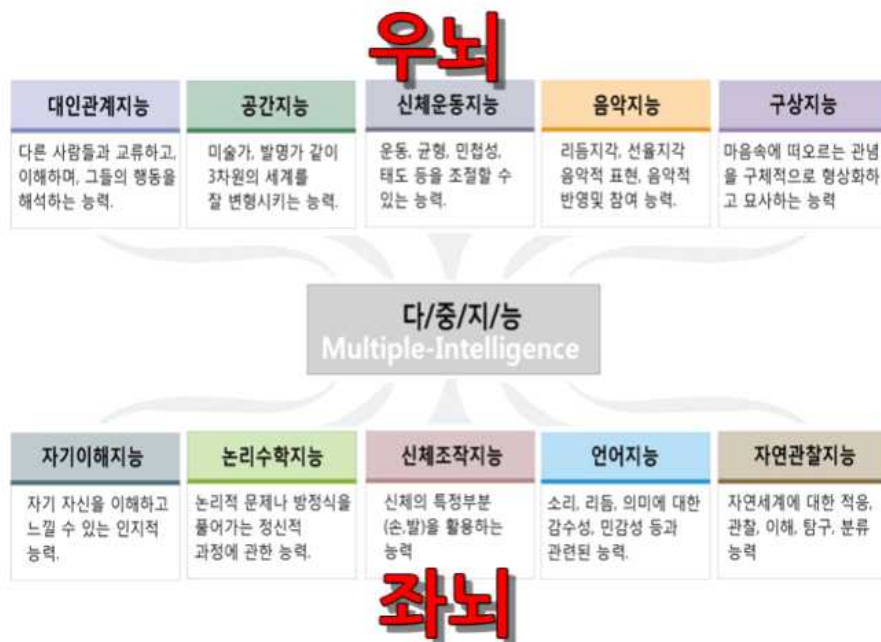 우뇌
대인관계지능
다른 사람들과 교류하고,
이해하며, 그들의 행동을
해석하는 능력.
공간지능
미술가, 발명가 같이
3차원의 세계를
잘 변형시키는 능력.
신체운동지능
운동, 균형, 민첩성,
태도 등을 조절할 수
있는 능력.
음악지능
리듬지각, 선율지각
음악적 표현, 음악적
반영및 참여 능력.
구상지능
마음속에 떠오르는 관념
을 구체적으로 형상화하
고 묘사하는 능력
다/중/지/능
Multiple-Intelligence
자기이해지능
자기 자신을 이해하고
느낄 수 있는 인지적
능력.
논리수학지능
논리적 문제나 방정식을
풀어가는 정신적
과정에 관한 능력.
신체조작지능
신체의 특정부분
(손,발)을 활용하는
능력
언어지능
소리, 리듬, 의미에 대한
감수성, 민감성 등과
관련된 능력.
자연관찰지능
자연세계에 대한 적응,
관찰, 이해, 탐구, 분류
능력
좌뇌